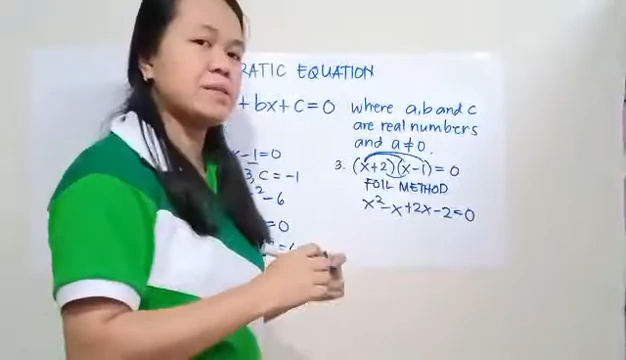 RATIC EQUATION
+ bx + C = 0 where a, b and c
are real numbers
and a ≠ 0.
x - 1 = 0
3, C = -1
3. (x+2)(x-1) = 0
FOIL METHOD
- 6
x² - x + 2x - 2 = 0
= 0